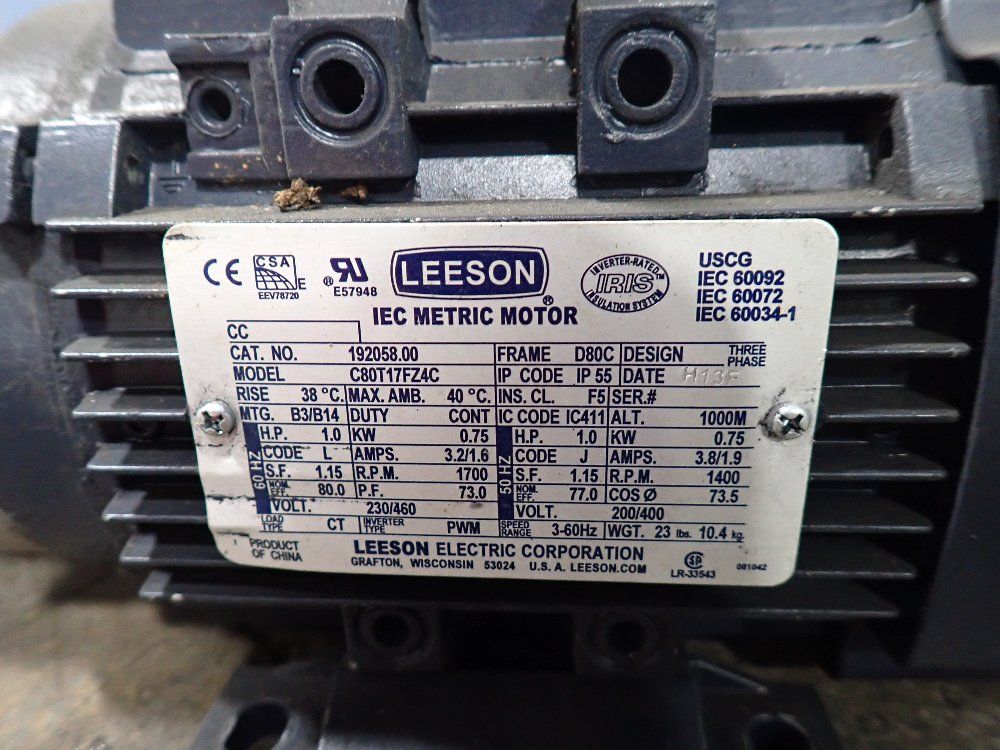 CE CSA E LEESON INVERTER-RATED™ USCG
EEV78720 ® E57948 IRIS IEC 60092
INSULATION SYSTEM IEC 60072
IEC METRIC MOTOR ® IEC 60034-1
CC
CAT. NO. 192058.00 FRAME D80C DESIGN THREE PHASE
MODEL C80T17FZ4C IP CODE IP 55 DATE H13F
RISE 38 °C. MAX. AMB. 40 °C. INS. CL. F5 SER.#
MTG. B3/B14 DUTY CONT IC CODE IC411 ALT. 1000M
60 HZ H.P. 1.0 KW 0.75 50 HZ H.P. 1.0 KW 0.75
CODE L AMPS. 3.2/1.6 CODE J AMPS. 3.8/1.9
S.F. 1.15 R.P.M. 1700 S.F. 1.15 R.P.M. 1400
NOM. EFF. 80.0 P.F. 73.0 NOM. EFF. 77.0 COS Ø 73.5
VOLT. 230/460 VOLT. 200/400
LOAD TYPE CT INVERTER TYPE PWM SPEED RANGE 3-60Hz WGT. 23 lbs. 10.4 kg.
PRODUCT OF CHINA LEESON ELECTRIC CORPORATION
GRAFTON, WISCONSIN 53024 U.S.A. LEESON.COM LR-33543 081042